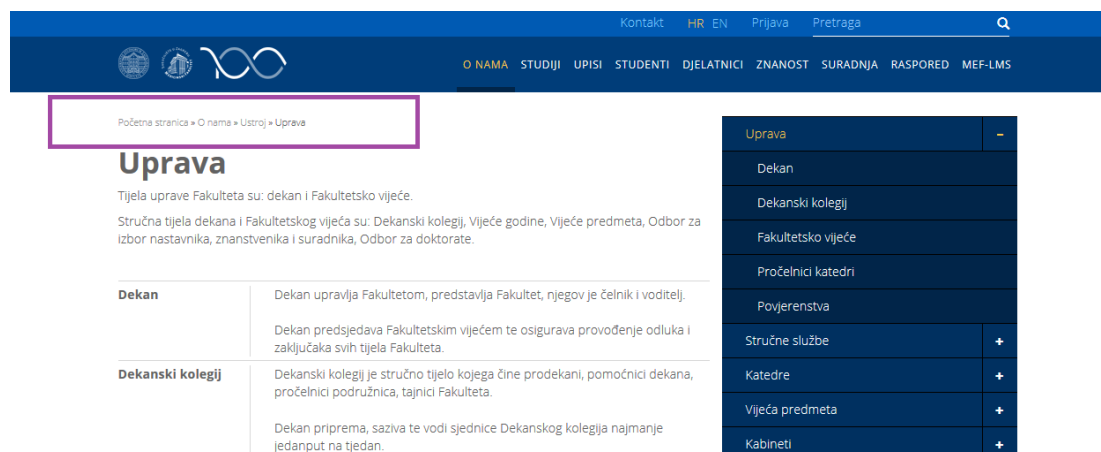 Kontakt HR EN Prijava Pretraga
O NAMA STUDIJI UPISI STUDENTI DJELATNICI ZNANOST SURADNJA RASPORED MEF-LMS
Početna stranica » O nama » Ustroj » Uprava
Uprava
Tijela uprave Fakulteta su: dekan i Fakultetsko vijeće.
Stručna tijela dekana i Fakultetskog vijeća su: Dekanski kolegij, Vijeće godine, Vijeće predmeta, Odbor za
izbor nastavnika, znanstvenika i suradnika, Odbor za doktorate.
Dekan
Dekan upravlja Fakultetom, predstavlja Fakultet, njegov je čelnik i voditelj.
Dekan predsjedava Fakultetskim vijećem te osigurava provođenje odluka i
zaključaka svih tijela Fakulteta.
Dekanski kolegij
Dekanski kolegij je stručno tijelo kojega čine prodekani, pomoćnici dekana,
pročelnici podružnica, tajnici Fakulteta.
Dekan priprema, saziva te vodi sjednice Dekanskog kolegija najmanje
jedanput na tjedan.
Uprava –
Dekan
Dekanski kolegij
Fakultetsko vijeće
Pročelnici katedri
Povjerenstva
Stručne službe +
Katedre +
Vijeća predmeta +
Kabineti +